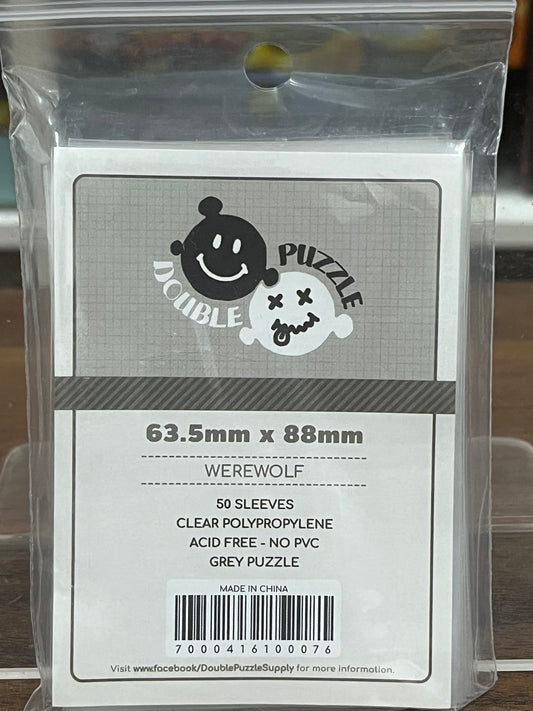 DOUBLE PUZZLE
63.5mm x 88mm
WEREWOLF
50 SLEEVES
CLEAR POLYPROPYLENE
ACID FREE - NO PVC
GREY PUZZLE
MADE IN CHINA
7000416100076
Visit www.facebook/DoublePuzzleSupply for more information.